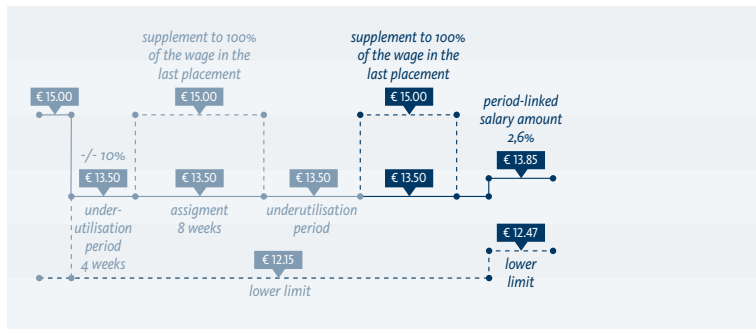 supplement to 100%
of the wage in the
last placement
€ 15.00
supplement to 100%
of the wage in the
last placement
€ 15.00
€ 15.00
period-linked
salary amount
2,6%
€ 13.85
-/- 10%
€ 13.50
€ 13.50
€ 13.50
€ 13.50
under-
utilisation
period
4 weeks
assigment
8 weeks
underutilisation
period
€ 12.15
lower limit
€ 12.47
lower
limit